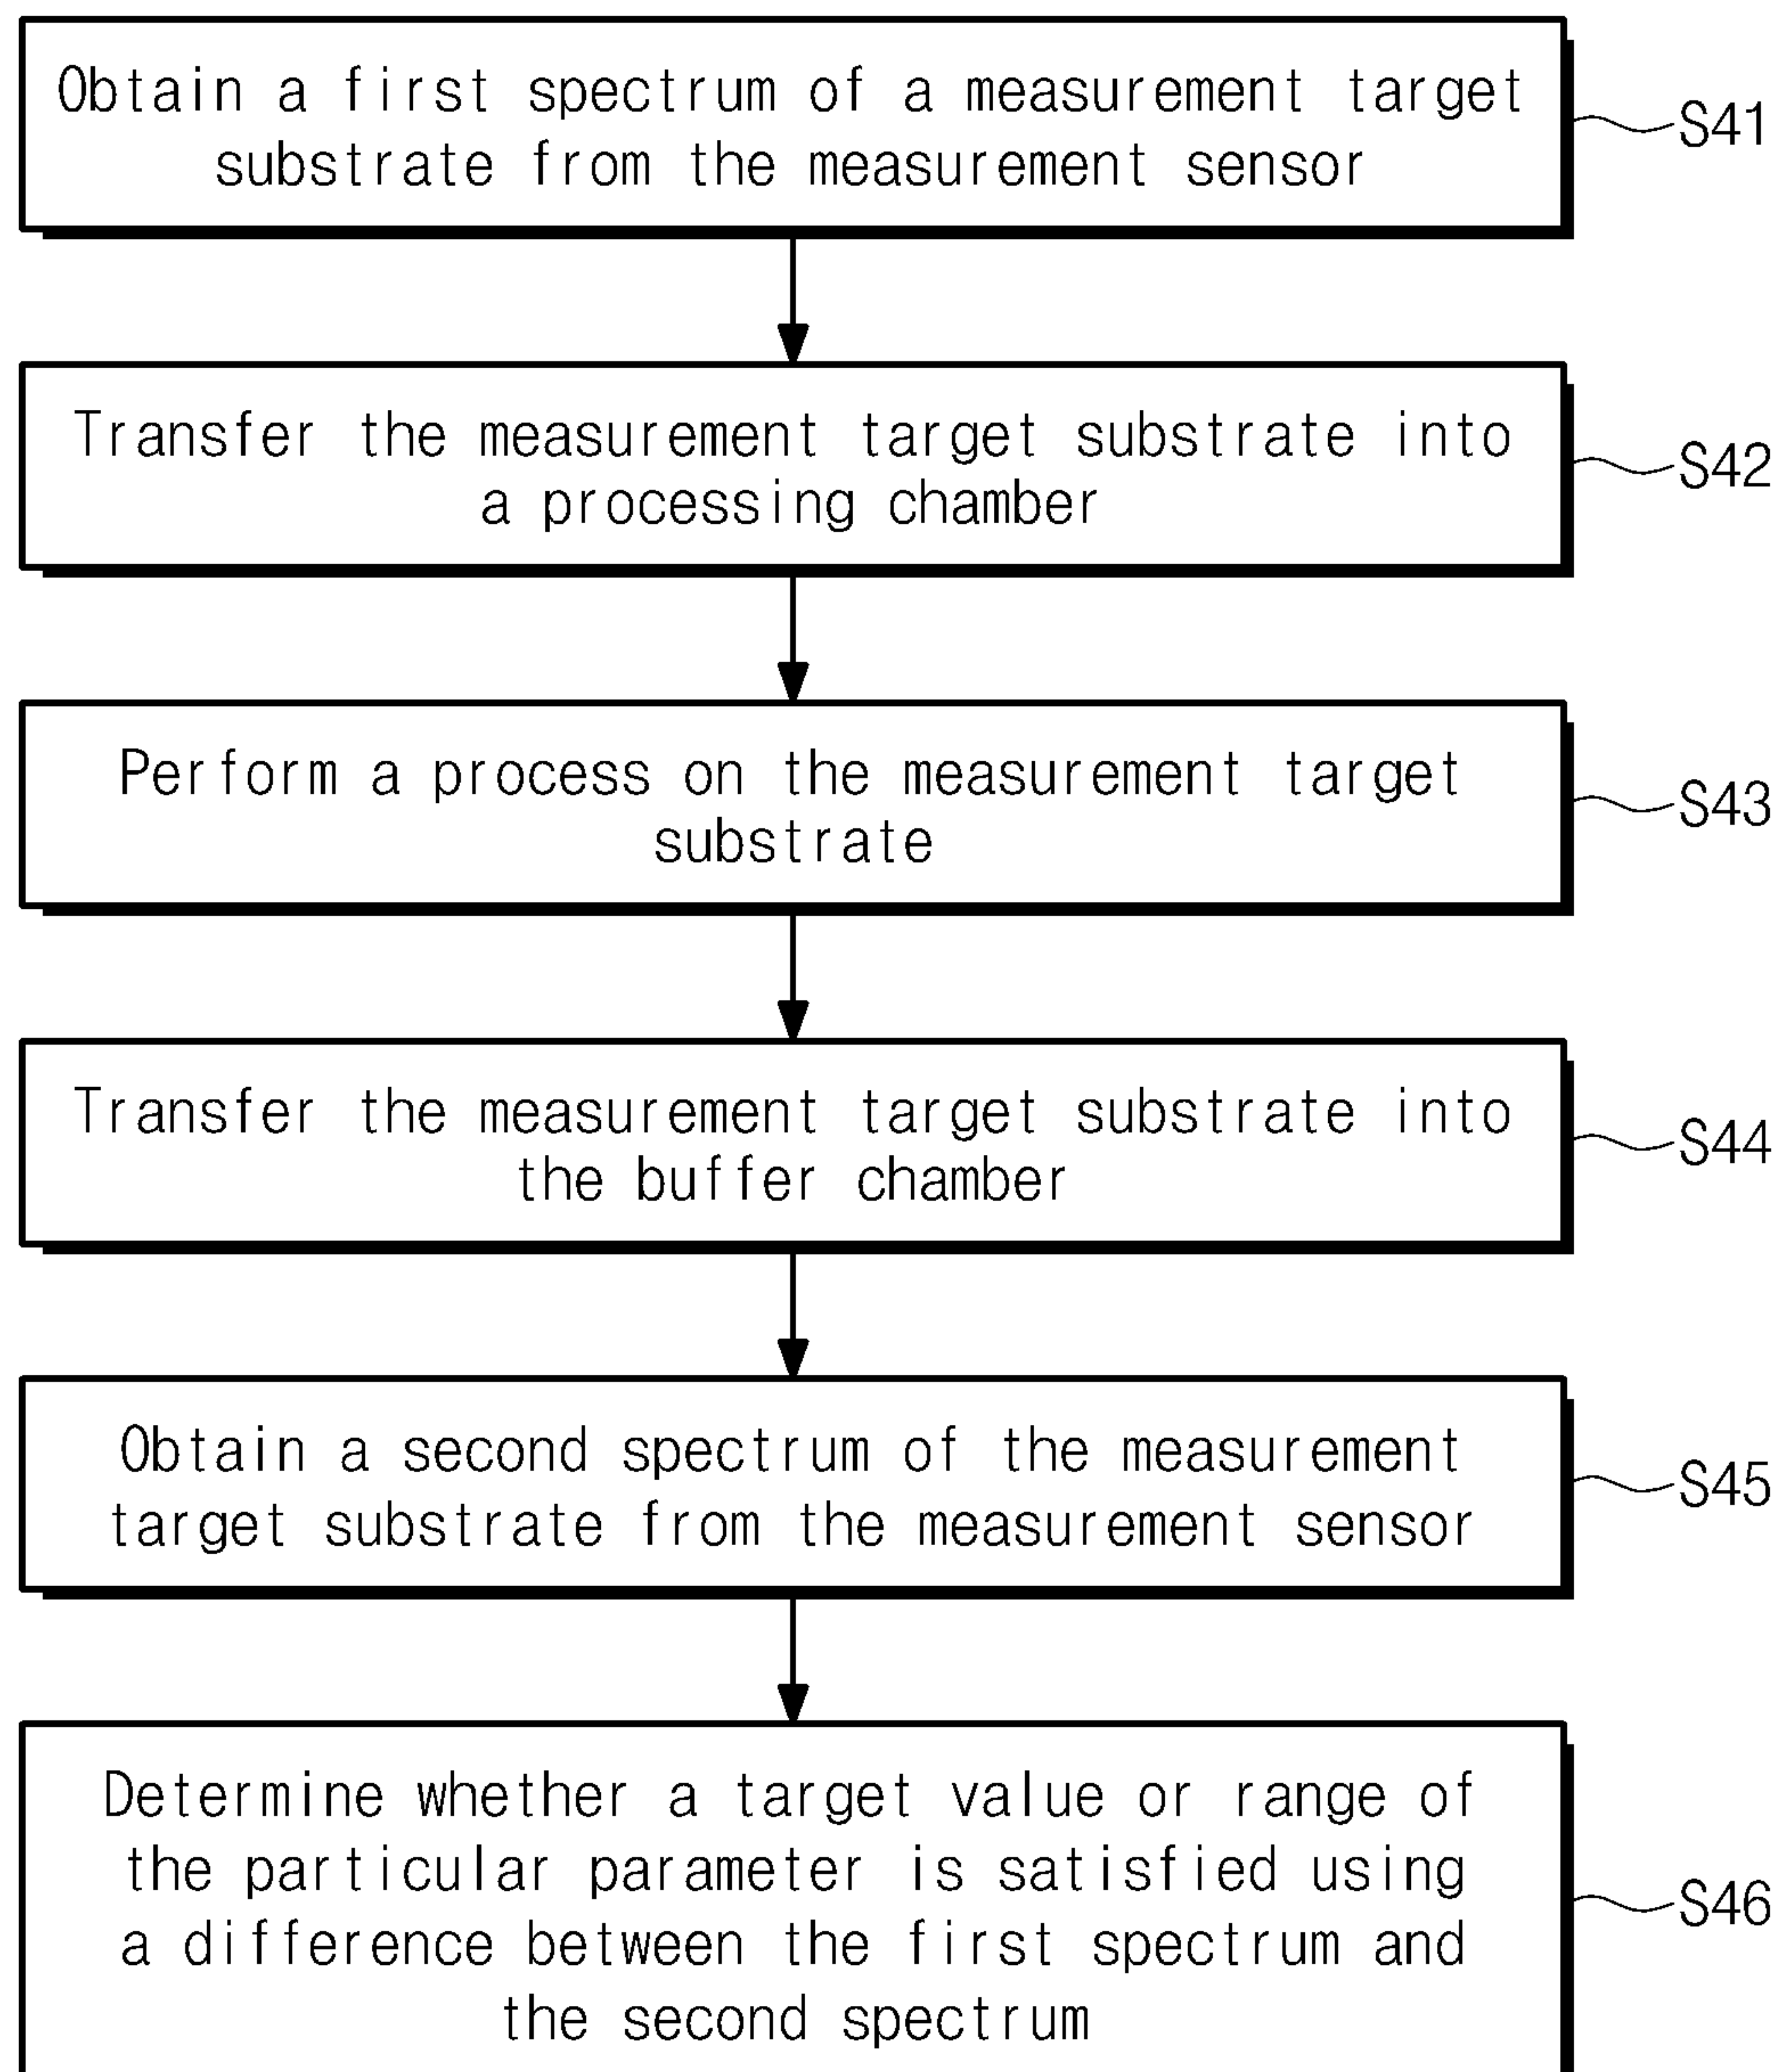 Obtain a first spectrum of a measurement target
substrate from the measurement sensor
S41
Transfer the measurement target substrate into
a processing chamber
S42
Perform a process on the measurement target
substrate
S43
Transfer the measurement target substrate into
the buffer chamber
S44
Obtain a second spectrum of the measurement
target substrate from the measurement sensor
S45
Determine whether a target value or range of
the particular parameter is satisfied using
a difference between the first spectrum and
the second spectrum
S46